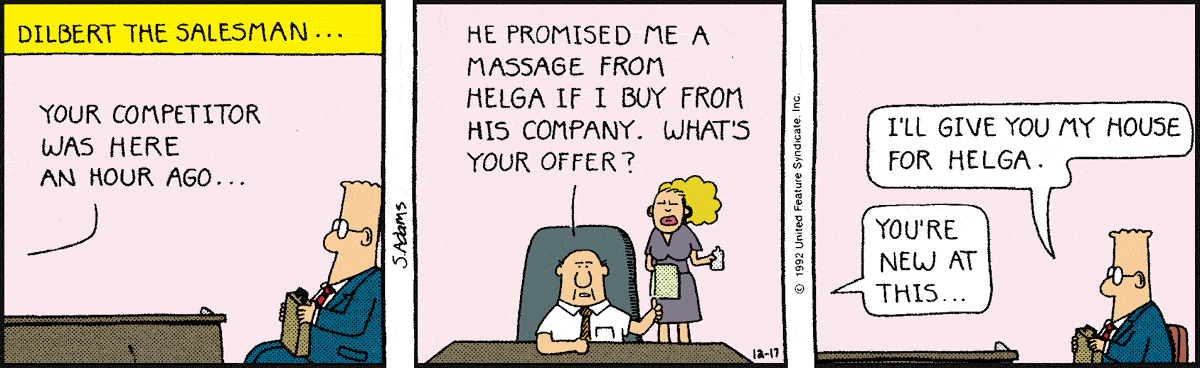 DILBERT THE SALESMAN...
YOUR COMPETITOR
WAS HERE
AN HOUR AGO...
S.Adams
HE PROMISED ME A
MASSAGE FROM
HELGA IF I BUY FROM
HIS COMPANY. WHAT'S
YOUR OFFER?
12-17
© 1992 United Feature Syndicate, Inc.
I'LL GIVE YOU MY HOUSE
FOR HELGA.
YOU'RE
NEW AT
THIS...